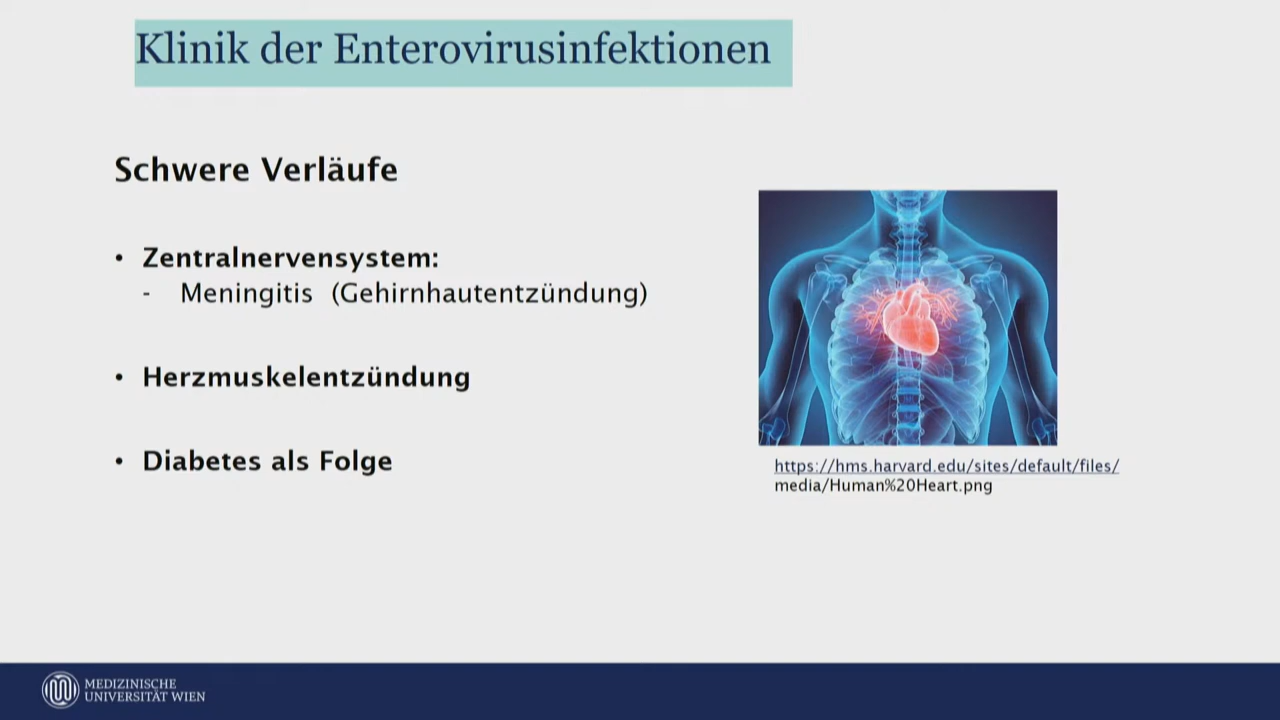 Klinik der Enterovirusinfektionen
Schwere Verläufe
• Zentralnervensystem:
- Meningitis (Gehirnhautentzündung)
• Herzmuskelentzündung
• Diabetes als Folge
https://hms.harvard.edu/sites/default/files/
media/Human%20Heart.png
MEDIZINISCHE
UNIVERSITÄT WIEN